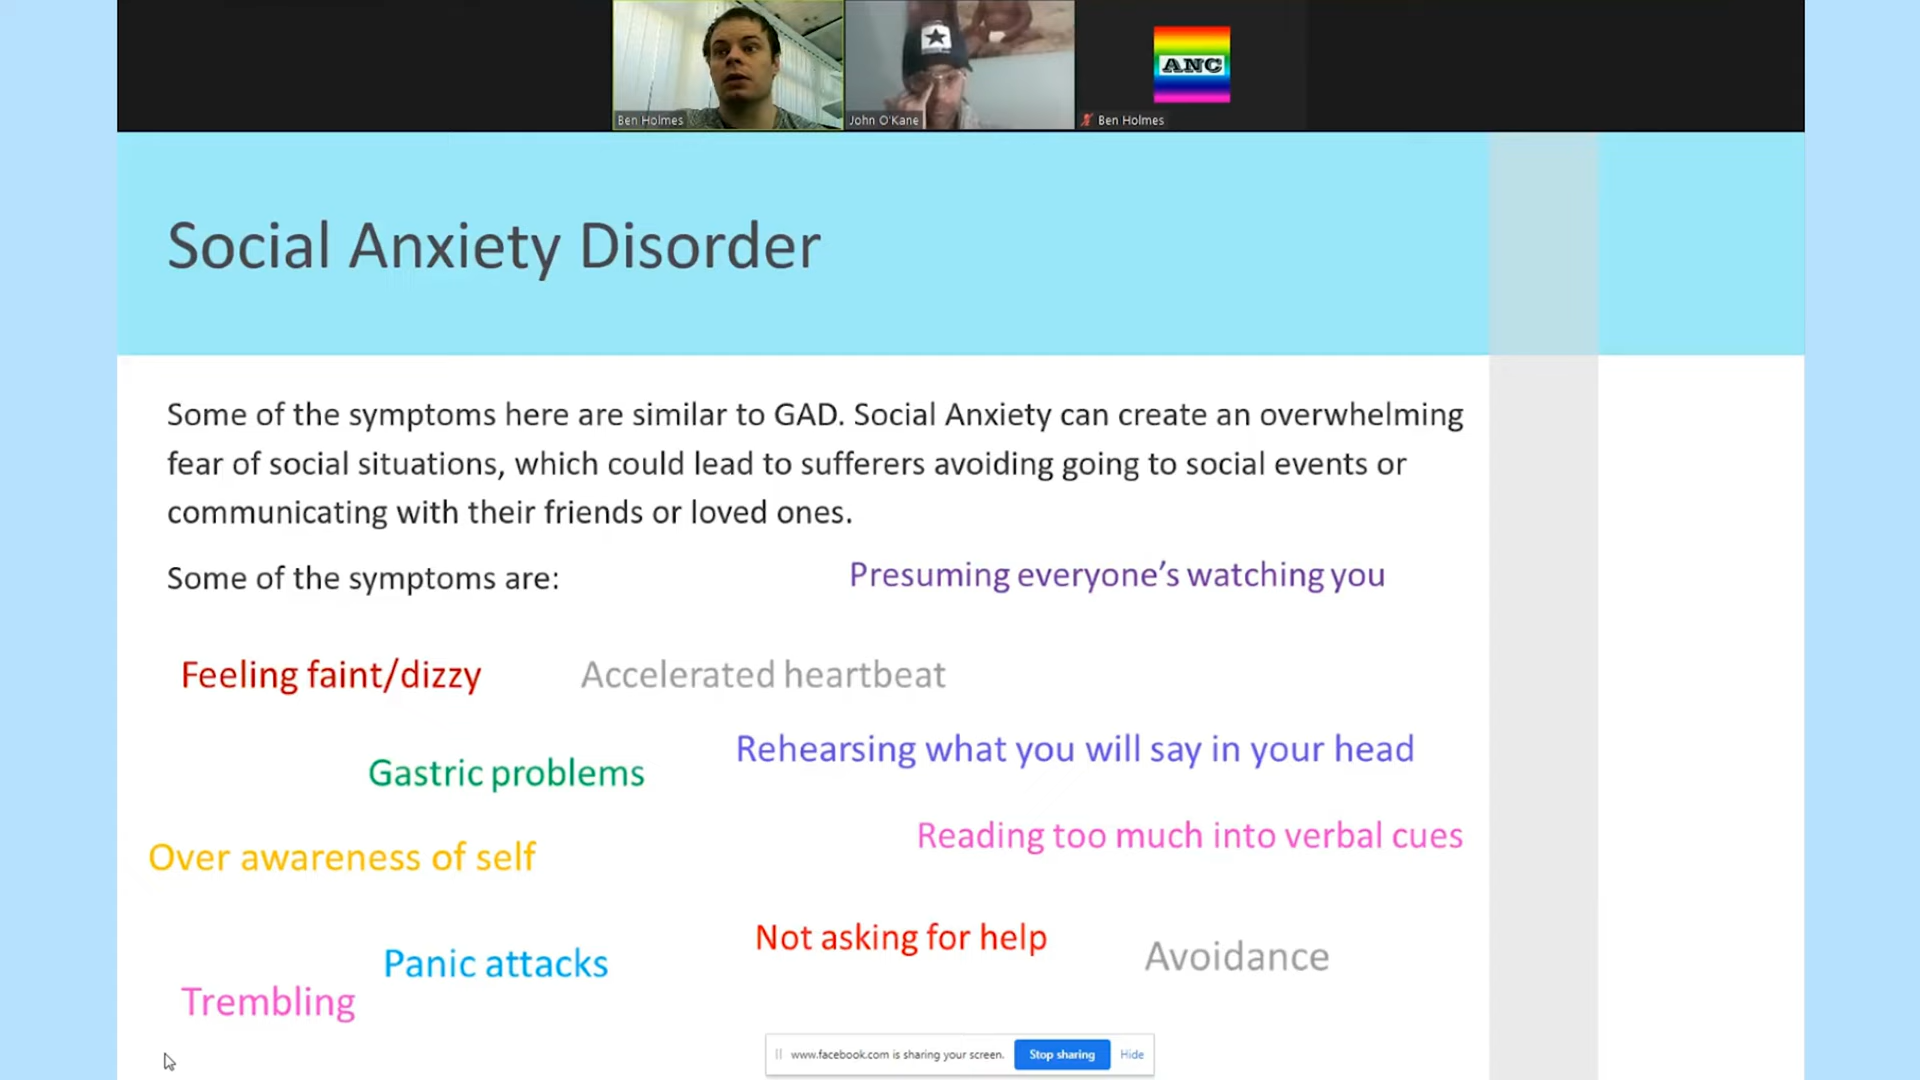 Ben Holmes
John O'Kane
ANC
Ben Holmes
Social Anxiety Disorder
Some of the symptoms here are similar to GAD. Social Anxiety can create an overwhelming
fear of social situations, which could lead to sufferers avoiding going to social events or
communicating with their friends or loved ones.
Some of the symptoms are:
Presuming everyone's watching you
Feeling faint/dizzy
Accelerated heartbeat
Rehearsing what you will say in your head
Gastric problems
Reading too much into verbal cues
Over awareness of self
Not asking for help
Avoidance
Panic attacks
Trembling
www.facebook.com is sharing your screen.
Stop sharing
Hide